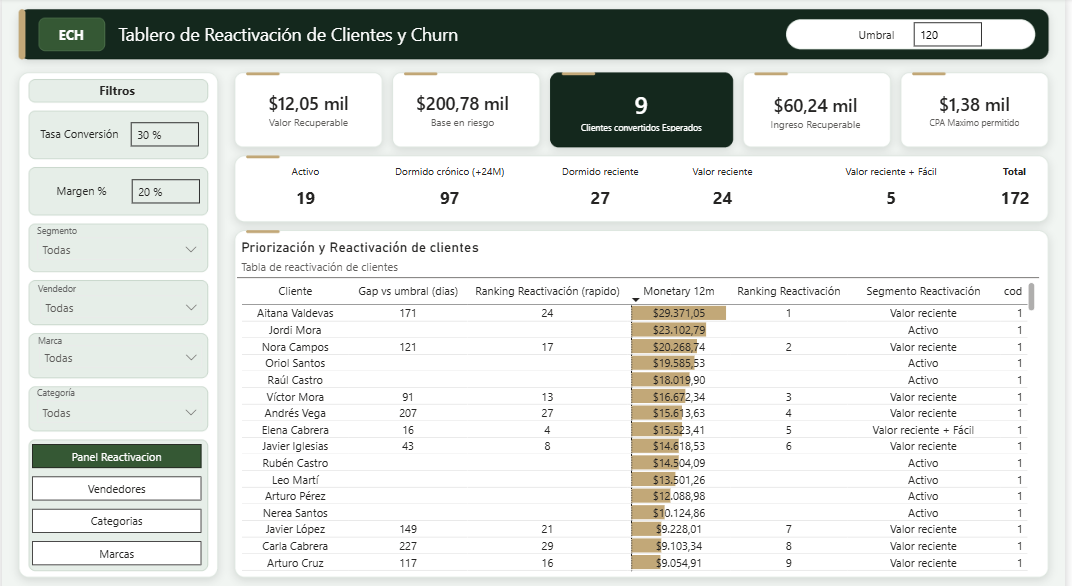 ECH Tablero de Reactivación de Clientes y Churn Umbral 120
Filtros
Tasa Conversión 30 %
Margen % 20 %
Segmento
Todas
Vendedor
Todas
Marca
Todas
Categoría
Todas
Panel Reactivacion
Vendedores
Categorias
Marcas
$12,05 mil
Valor Recuperable
$200,78 mil
Base en riesgo
9
Clientes convertidos Esperados
$60,24 mil
Ingreso Recuperable
$1,38 mil
CPA Maximo permitido
Activo Dormido crónico (+24M) Dormido reciente Valor reciente Valor reciente + Fácil Total
19 97 27 24 5 172
Priorización y Reactivación de clientes
Tabla de reactivación de clientes
Cliente Gap vs umbral (días) Ranking Reactivación (rapido) Monetary 12m Ranking Reactivación Segmento Reactivación cod
Aitana Valdevas 171 24 $29.371,05 1 Valor reciente 1
Jordi Mora $23.102,79 Activo 1
Nora Campos 121 17 $20.268,74 2 Valor reciente 1
Oriol Santos $19.585,53 Activo 1
Raúl Castro $18.019,90 Activo 1
Víctor Mora 91 13 $16.672,34 3 Valor reciente 1
Andrés Vega 207 27 $15.613,63 4 Valor reciente 1
Elena Cabrera 16 4 $15.523,41 5 Valor reciente + Fácil 1
Javier Iglesias 43 8 $14.618,53 6 Valor reciente 1
Rubén Castro $14.504,09 Activo 1
Leo Martí $13.501,26 Activo 1
Arturo Pérez $12.088,98 Activo 1
Nerea Santos $10.124,86 Activo 1
Javier López 149 21 $9.228,01 7 Valor reciente 1
Carla Cabrera 227 29 $9.103,34 8 Valor reciente 1
Arturo Cruz 117 16 $9.054,91 9 Valor reciente 1